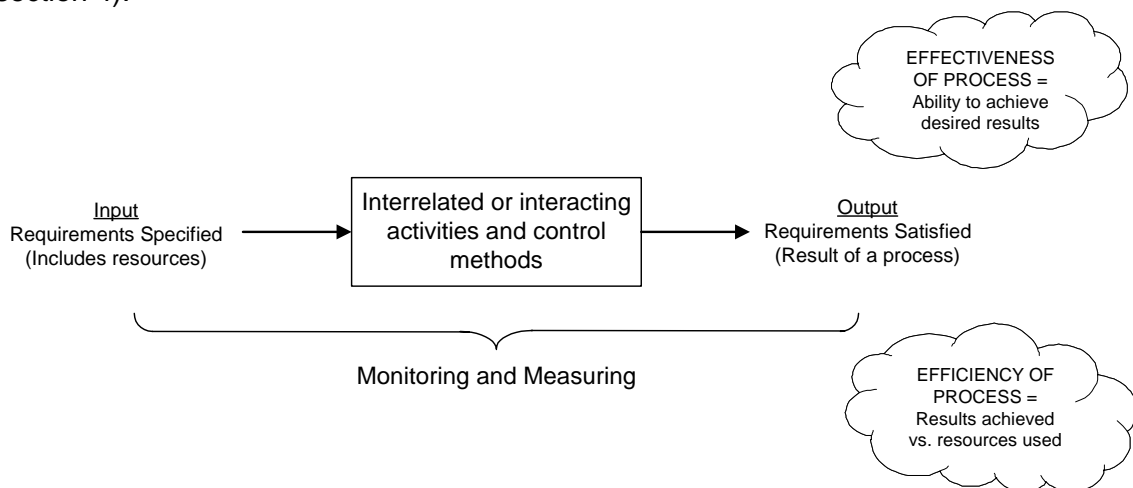 section 4).
EFFECTIVENESS
OF PROCESS =
Ability to achieve
desired results
Input
Requirements Specified
(Includes resources)
Interrelated or interacting
activities and control
methods
Output
Requirements Satisfied
(Result of a process)
Monitoring and Measuring
EFFICIENCY OF
PROCESS =
Results achieved
vs. resources used